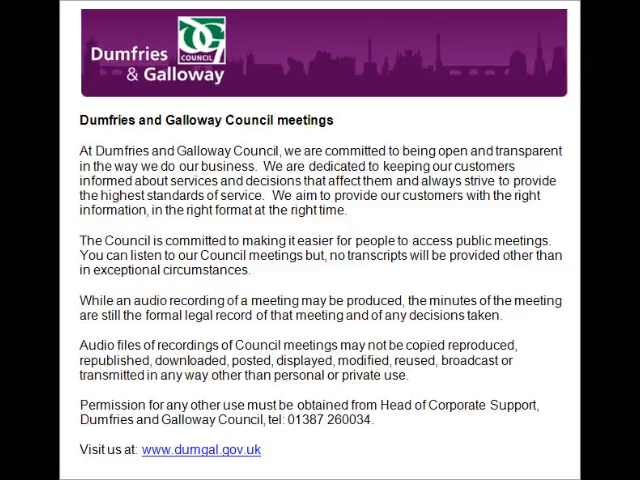 Dumfries
& Galloway
COUNCIL
Dumfries and Galloway Council meetings
At Dumfries and Galloway Council, we are committed to being open and transparent
in the way we do our business.  We are dedicated to keeping our customers
informed about services and decisions that affect them and always strive to provide
the highest standards of service.  We aim to provide our customers with the right
information, in the right format at the right time.
The Council is committed to making it easier for people to access public meetings.
You can listen to our Council meetings but, no transcripts will be provided other than
in exceptional circumstances.
While an audio recording of a meeting may be produced, the minutes of the meeting
are still the formal legal record of that meeting and of any decisions taken.
Audio files of recordings of Council meetings may not be copied reproduced,
republished, downloaded, posted, displayed, modified, reused, broadcast or
transmitted in any way other than personal or private use.
Permission for any other use must be obtained from Head of Corporate Support,
Dumfries and Galloway Council, tel: 01387 260034.
Visit us at: www.dumgal.gov.uk